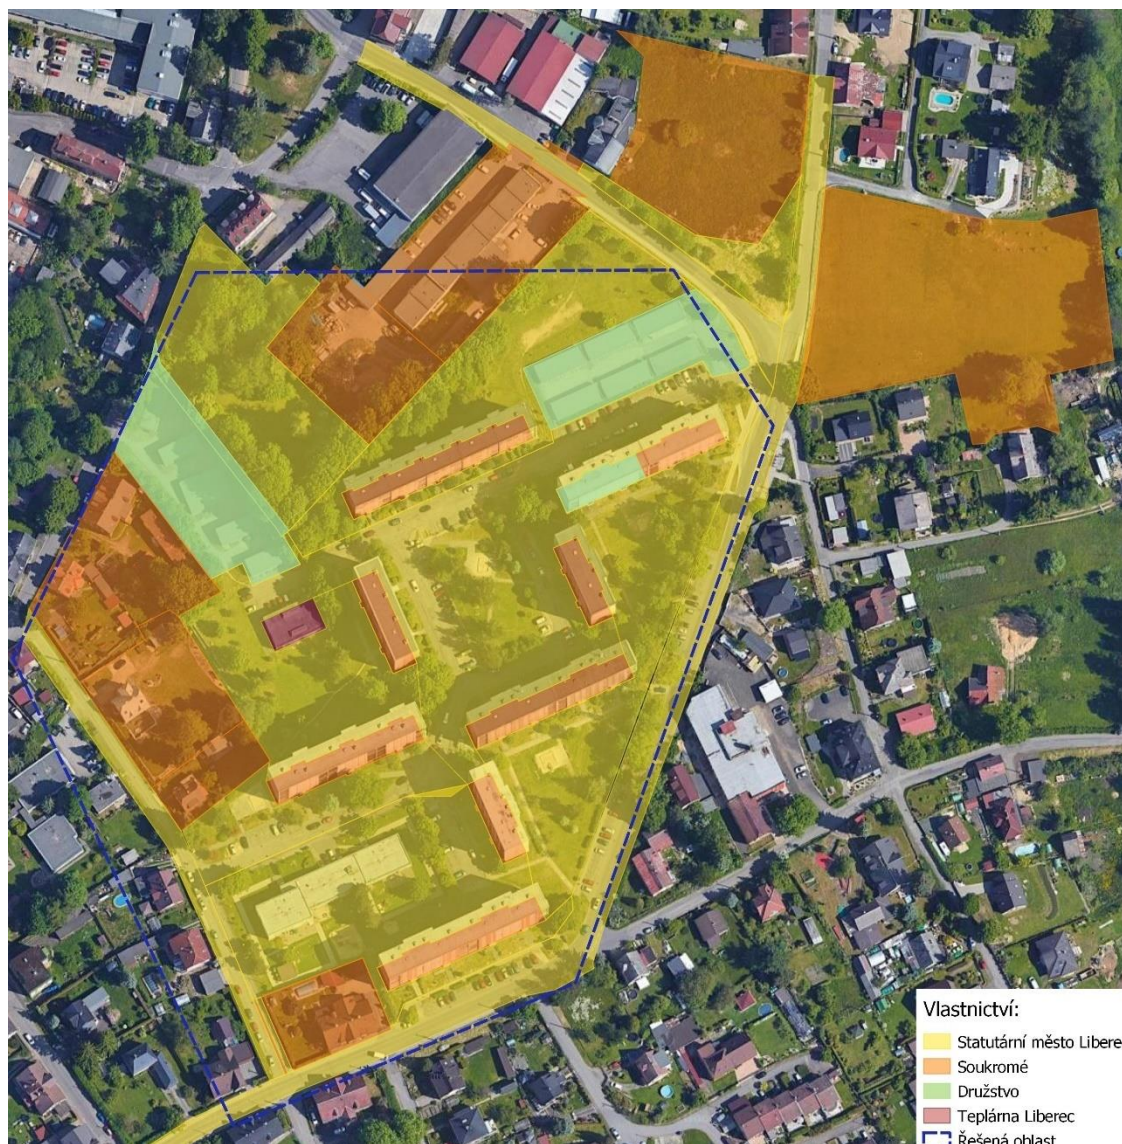 Vlastnictví:
Statutární město Libere
Soukromé
Družstvo
Teplárna Liberec
Řešená oblast